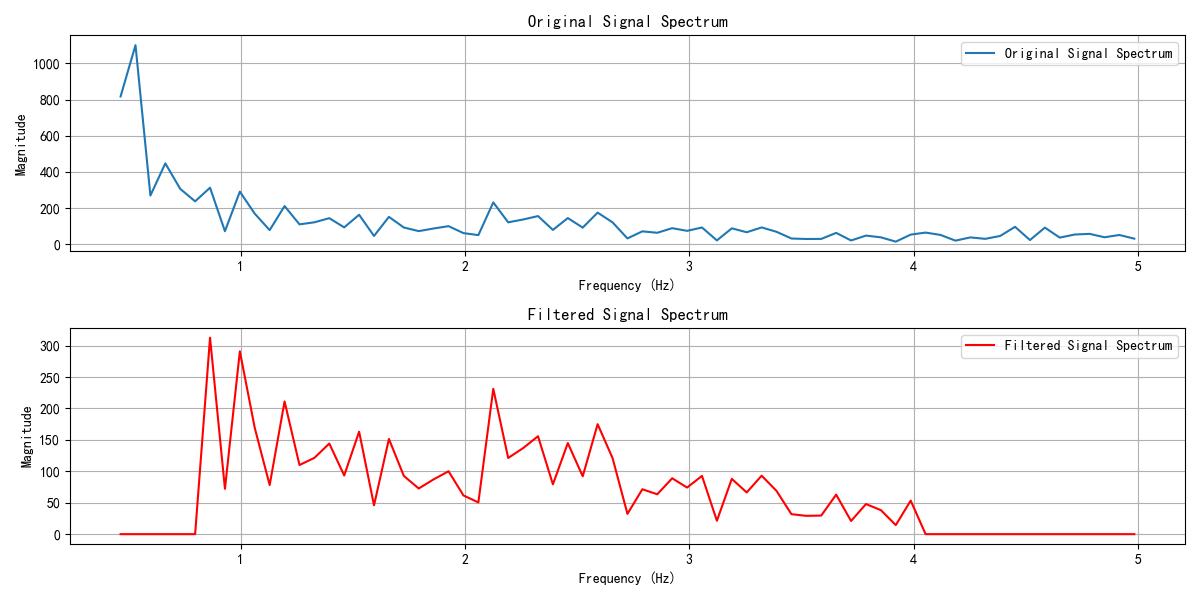 Original Signal Spectrum
Original Signal Spectrum
Magnitude
1000
800
600
400
200
0
1
2
3
4
5
Frequency (Hz)
Filtered Signal Spectrum
Filtered Signal Spectrum
Magnitude
300
250
200
150
100
50
0
1
2
3
4
5
Frequency (Hz)